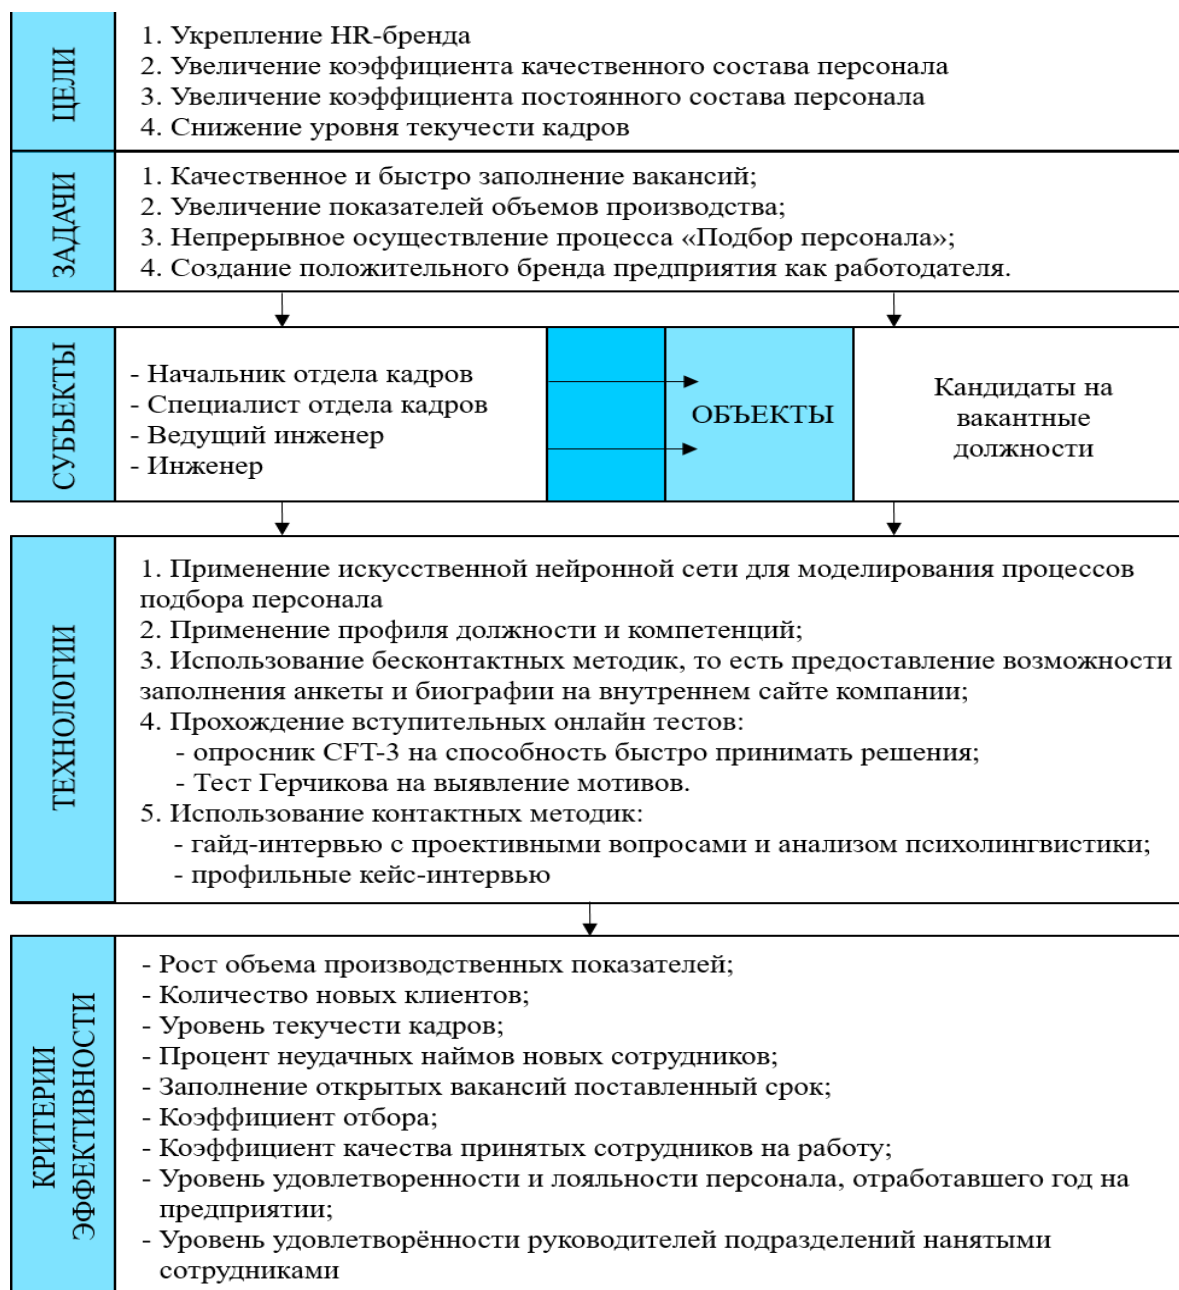 ЦЕЛИ
1. Укрепление HR-бренда
2. Увеличение коэффициента качественного состава персонала
3. Увеличение коэффициента постоянного состава персонала
4. Снижение уровня текучести кадров
ЗАДАЧИ
1. Качественное и быстро заполнение вакансий;
2. Увеличение показателей объемов производства;
3. Непрерывное осуществление процесса «Подбор персонала»;
4. Создание положительного бренда предприятия как работодателя.
СУБЪЕКТЫ
- Начальник отдела кадров
- Специалист отдела кадров
- Ведущий инженер
- Инженер
ОБЪЕКТЫ
Кандидаты на
вакантные
должности
ТЕХНОЛОГИИ
1. Применение искусственной нейронной сети для моделирования процессов
подбора персонала
2. Применение профиля должности и компетенций;
3. Использование бесконтактных методик, то есть предоставление возможности
заполнения анкеты и биографии на внутреннем сайте компании;
4. Прохождение вступительных онлайн тестов:
- опросник CFT-3 на способность быстро принимать решения;
- Тест Герчикова на выявление мотивов.
5. Использование контактных методик:
- гайд-интервью с проективными вопросами и анализом психолингвистики;
- профильные кейс-интервью
КРИТЕРИИ
ЭФФЕКТИВНОСТИ
- Рост объема производственных показателей;
- Количество новых клиентов;
- Уровень текучести кадров;
- Процент неудачных наймов новых сотрудников;
- Заполнение открытых вакансий поставленный срок;
- Коэффициент отбора;
- Коэффициент качества принятых сотрудников на работу;
- Уровень удовлетворенности и лояльности персонала, отработавшего год на
предприятии;
- Уровень удовлетворённости руководителей подразделений нанятыми
сотрудниками